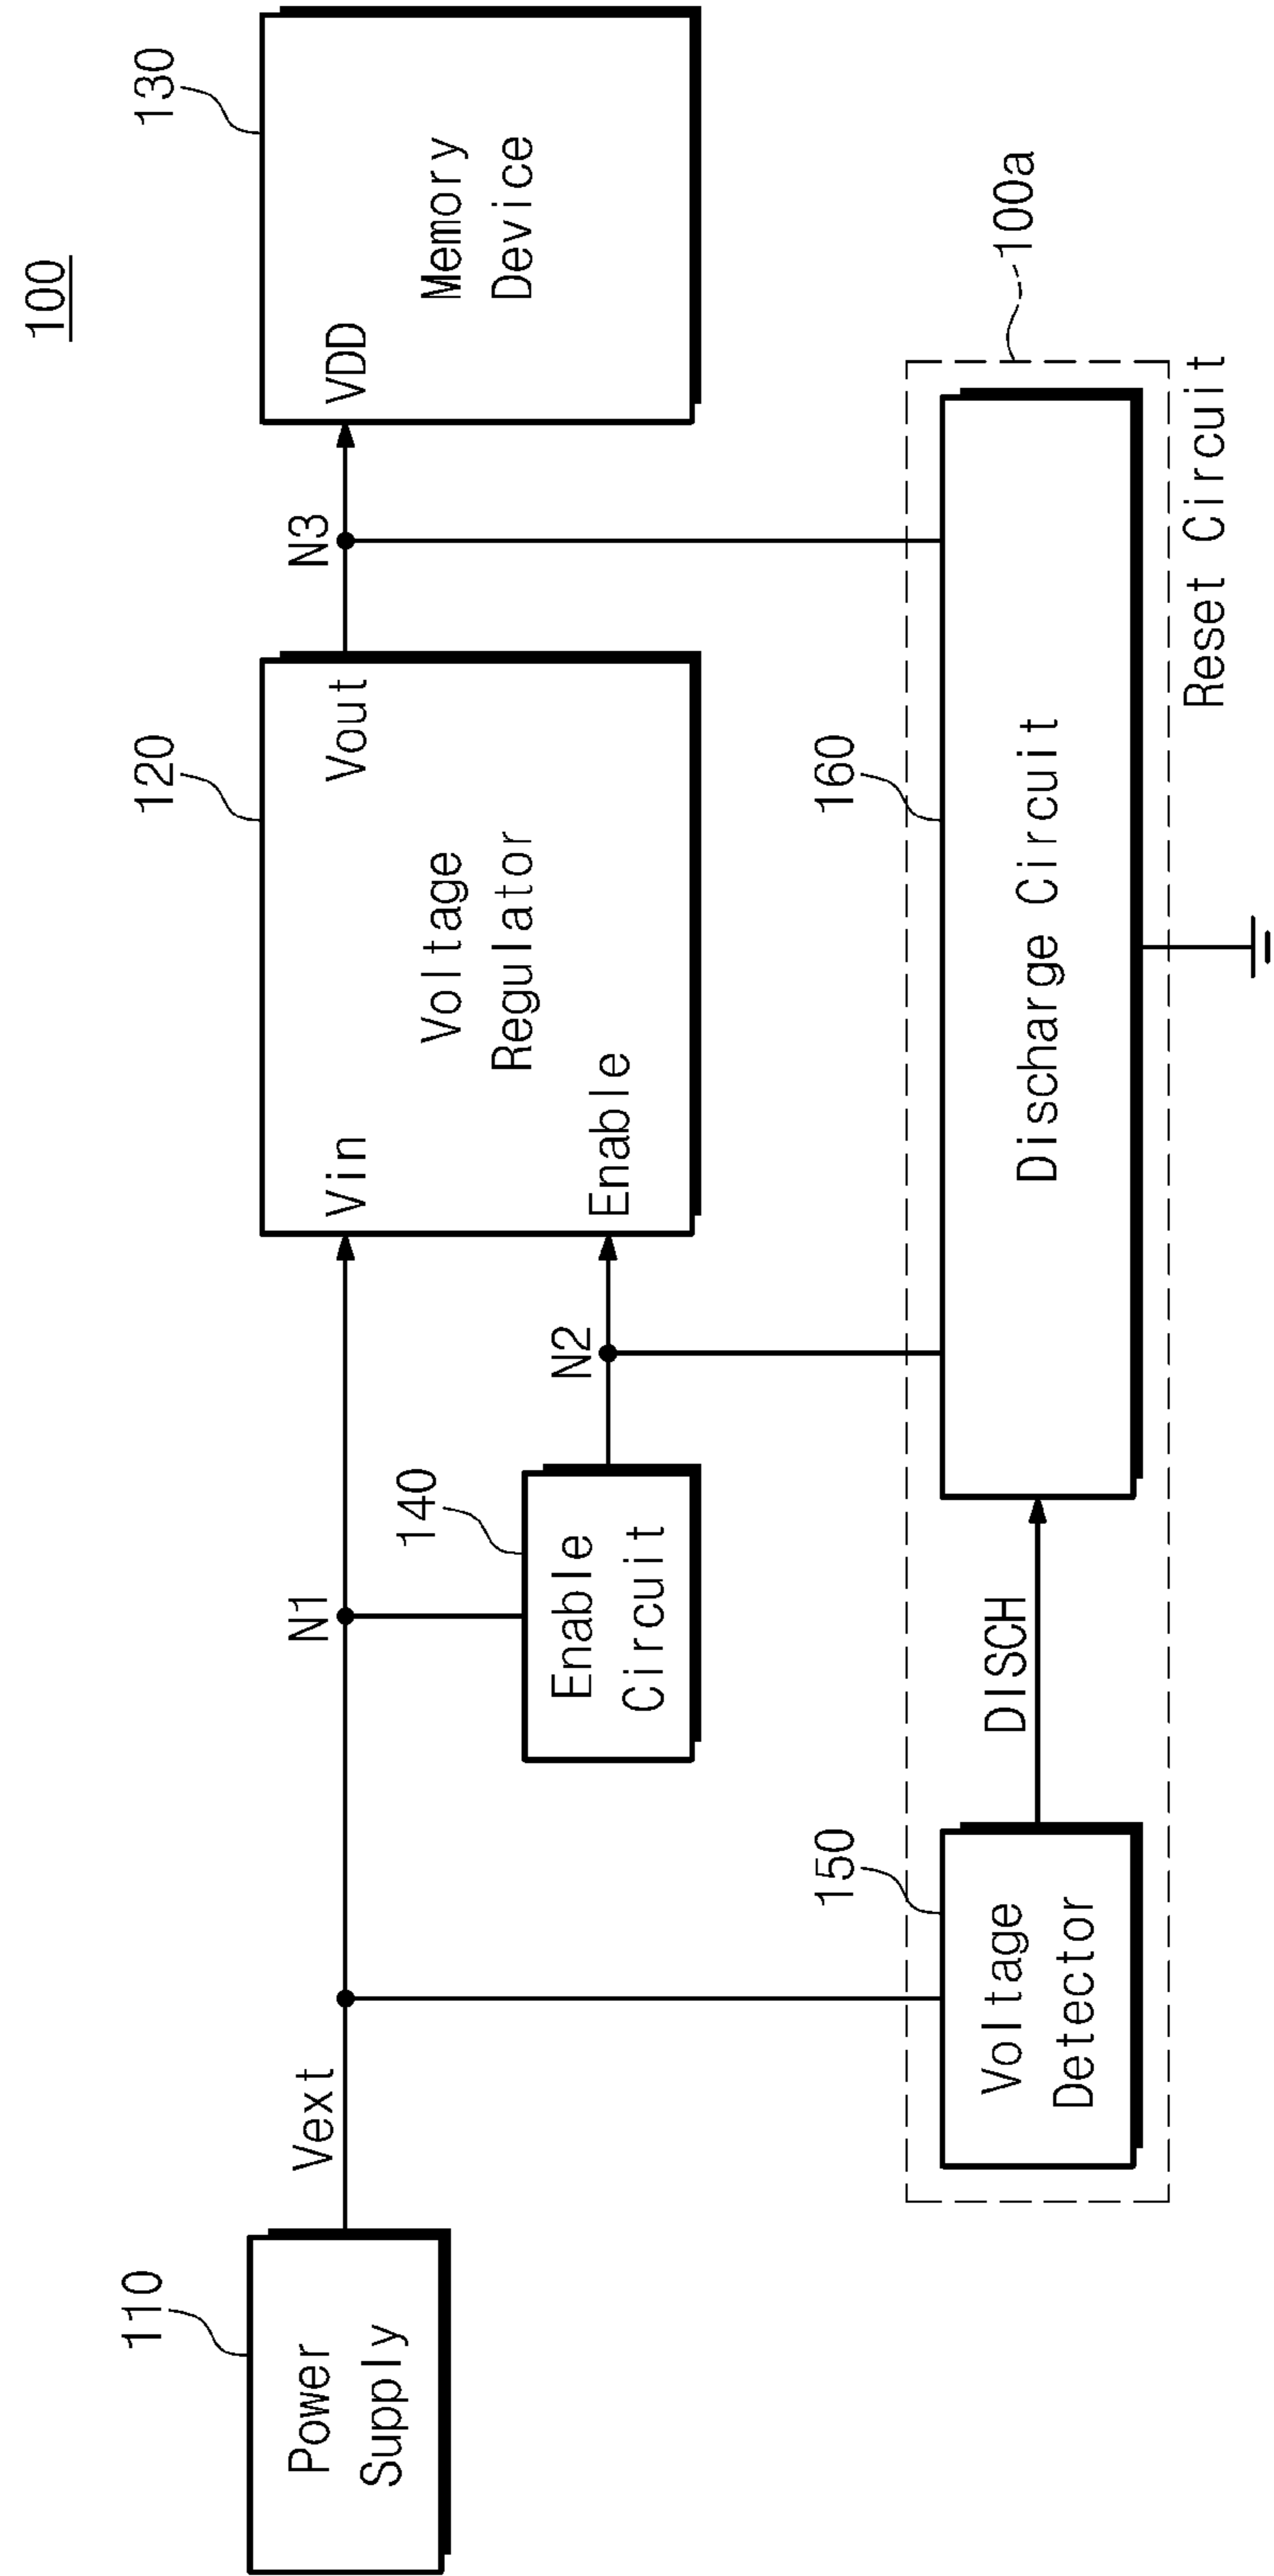 100
110
Power
Supply
Vext
N1
120
Vin
Vout
Voltage
Regulator
Enable
N3
130
VDD
Memory
Device
140
Enable
Circuit
N2
150
Voltage
Detector
DISCH
160
Discharge Circuit
100a
Reset Circuit